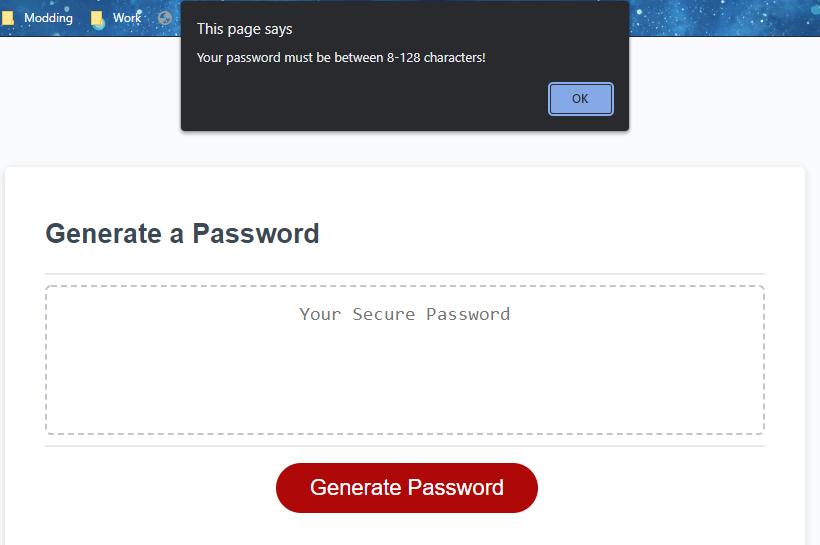 Modding
Work
This page says
Your password must be between 8-128 characters!
OK
Generate a Password
Your Secure Password
Generate Password